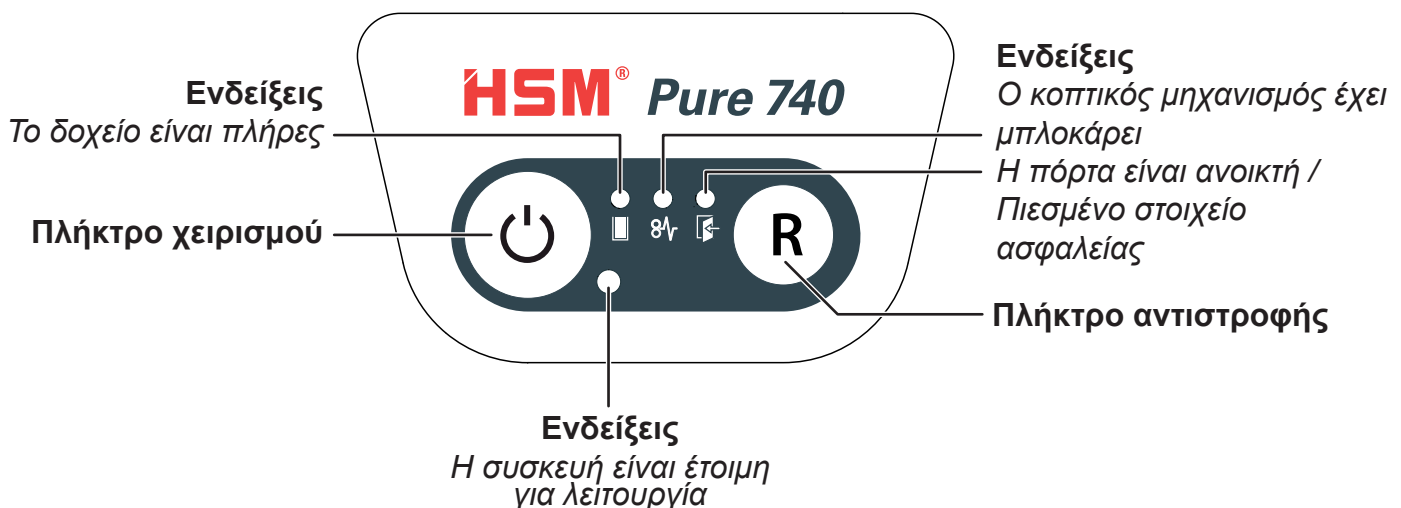 HSM® Pure 740
Ενδείξεις
Το δοχείο είναι πλήρες
Πλήκτρο χειρισμού
Ενδείξεις
Ο κοπτικός μηχανισμός έχει
μπλοκάρει
Η πόρτα είναι ανοικτή /
Πιεσμένο στοιχείο
ασφαλείας
R
Πλήκτρο αντιστροφής
Ενδείξεις
Η συσκευή είναι έτοιμη
για λειτουργία